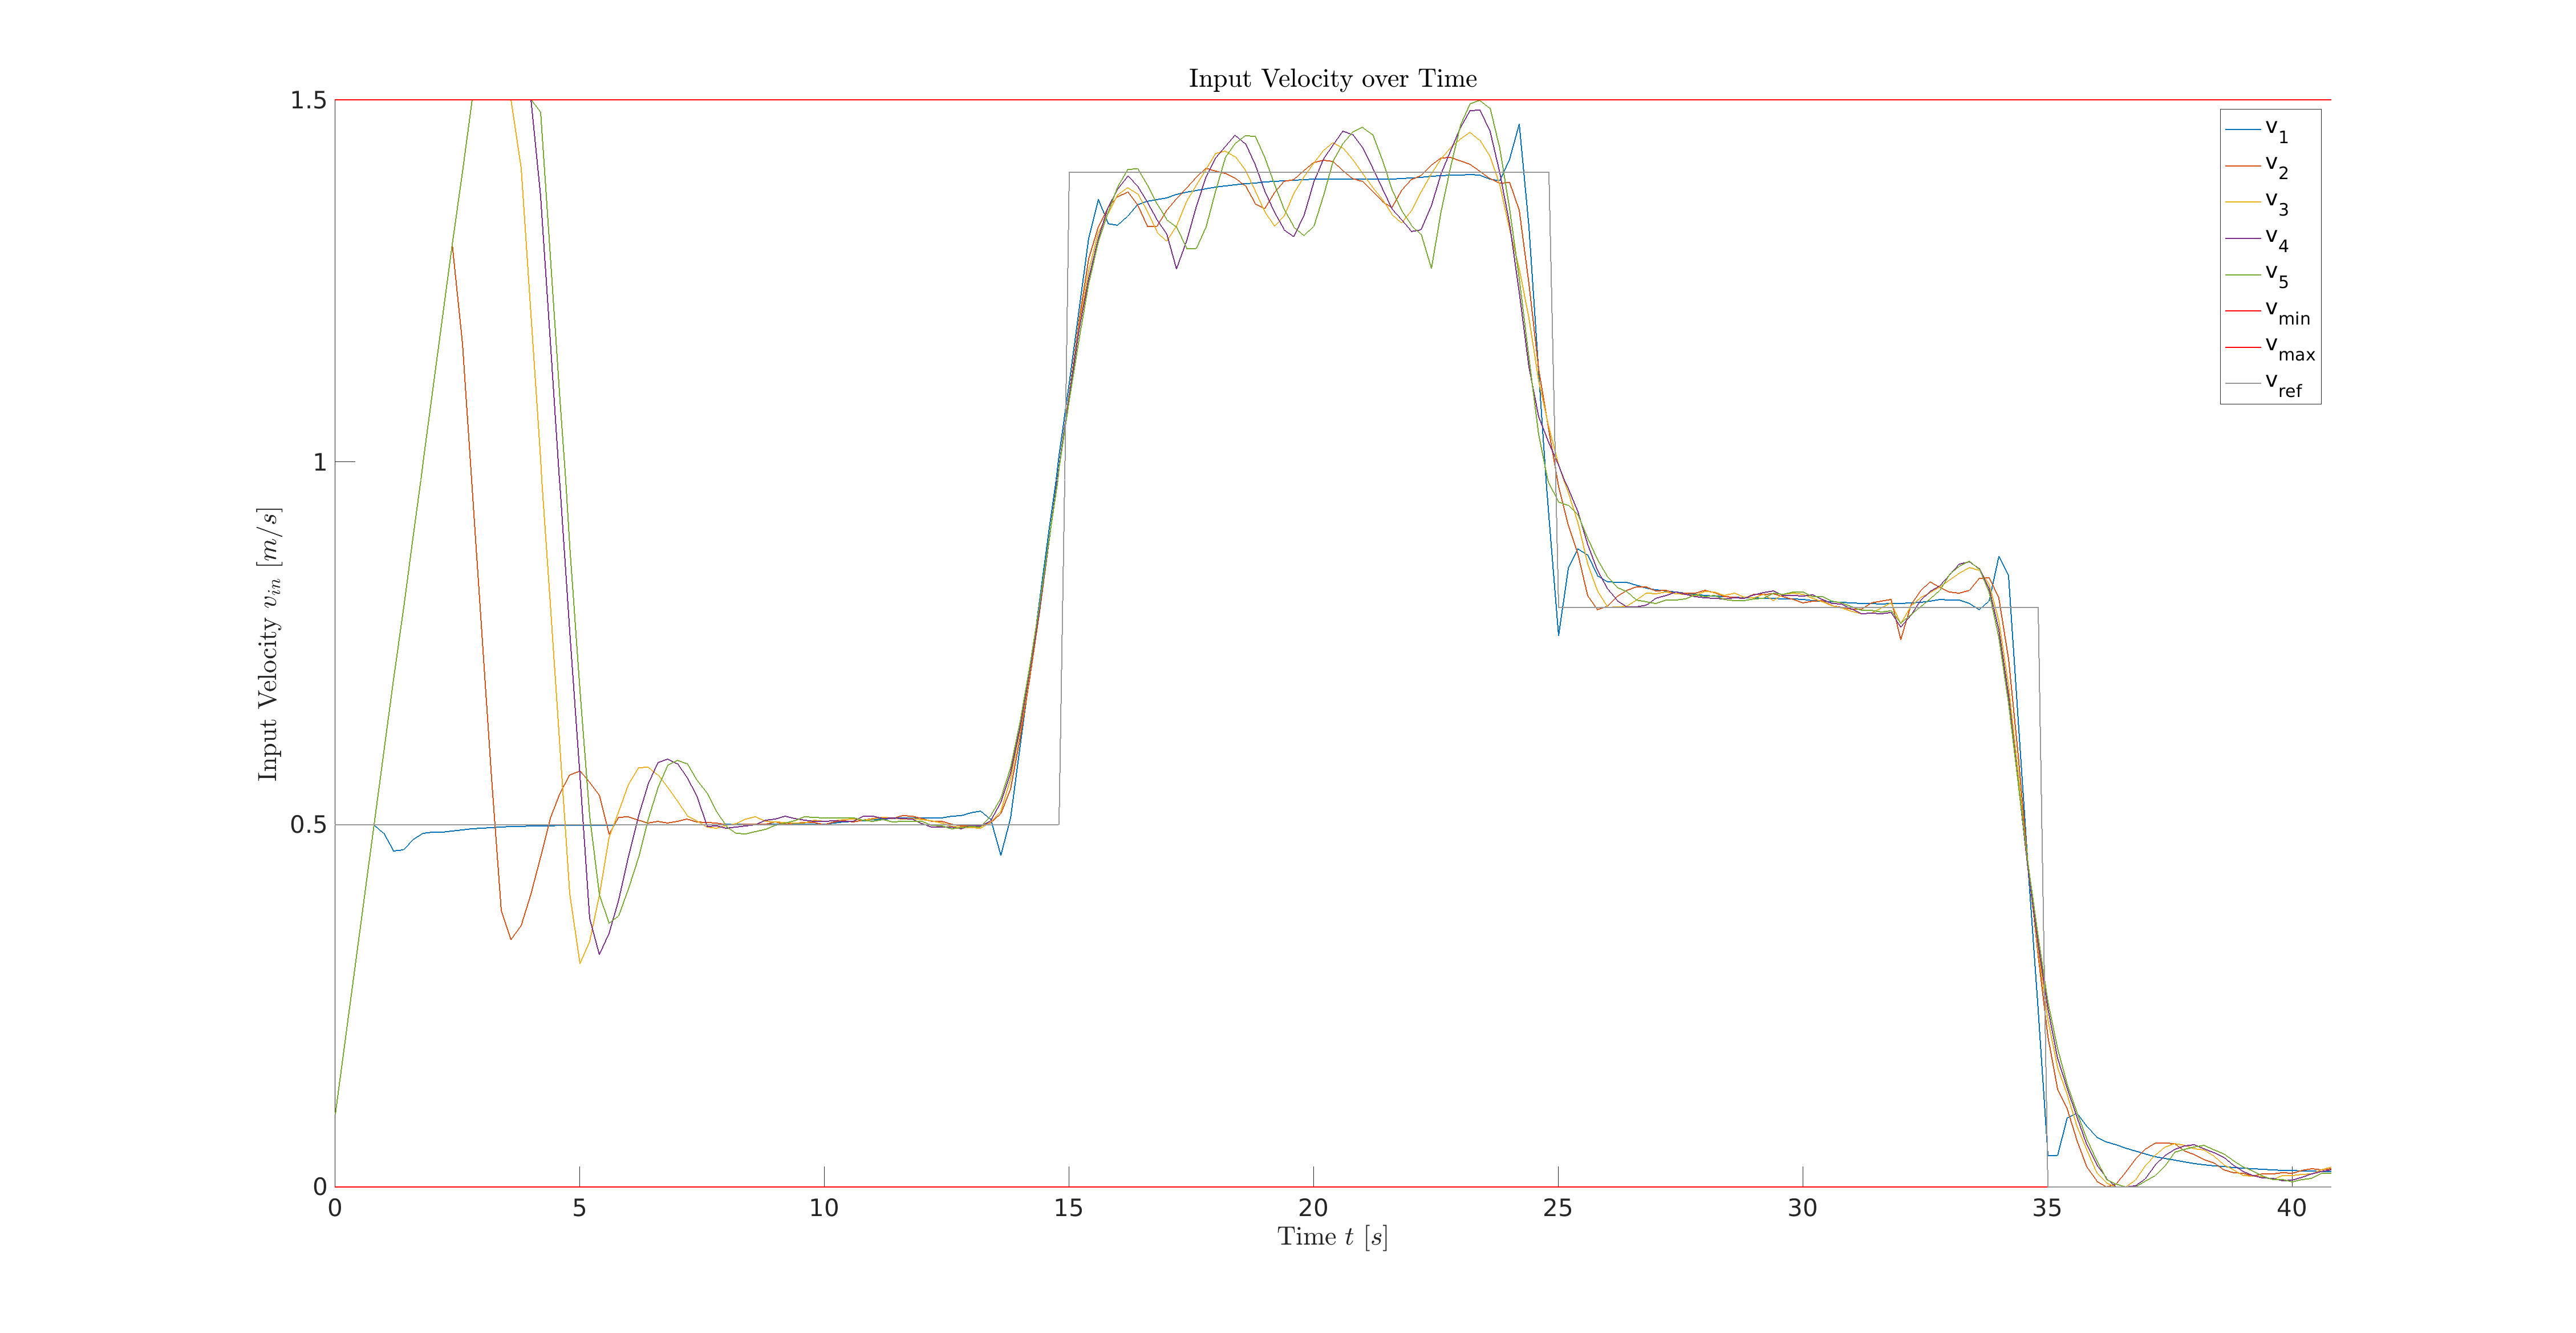 Input Velocity over Time
1.5
1
0.5
0
Input Velocity v_in [m/s]
0 5 10 15 20 25 30 35 40
Time t [s]
v_1
v_2
v_3
v_4
v_5
v_min
v_max
v_ref